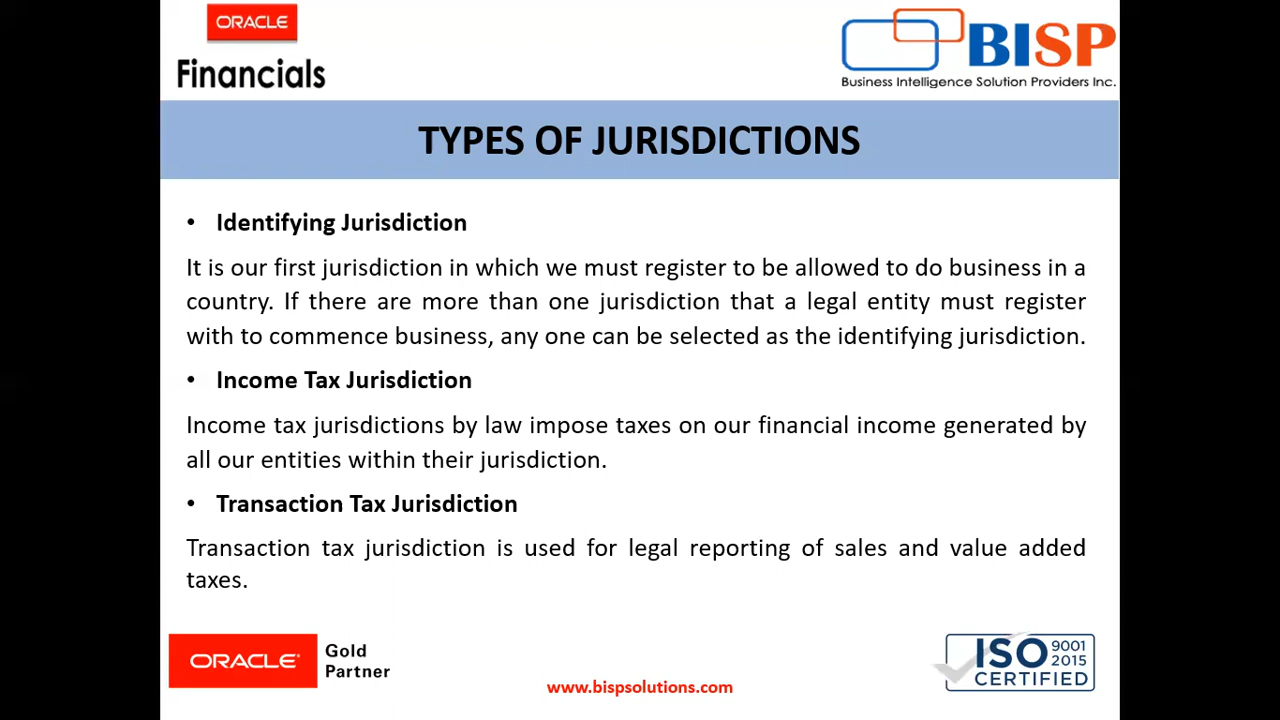 ORACLE
Financials
BISP
Business Intelligence Solution Providers Inc.
TYPES OF JURISDICTIONS
• Identifying Jurisdiction
It is our first jurisdiction in which we must register to be allowed to do business in a
country. If there are more than one jurisdiction that a legal entity must register
with to commence business, any one can be selected as the identifying jurisdiction.
• Income Tax Jurisdiction
Income tax jurisdictions by law impose taxes on our financial income generated by
all our entities within their jurisdiction.
• Transaction Tax Jurisdiction
Transaction tax jurisdiction is used for legal reporting of sales and value added
taxes.
ORACLE®
Gold
Partner
www.bispsolutions.com
ISO 9001
2015
CERTIFIED